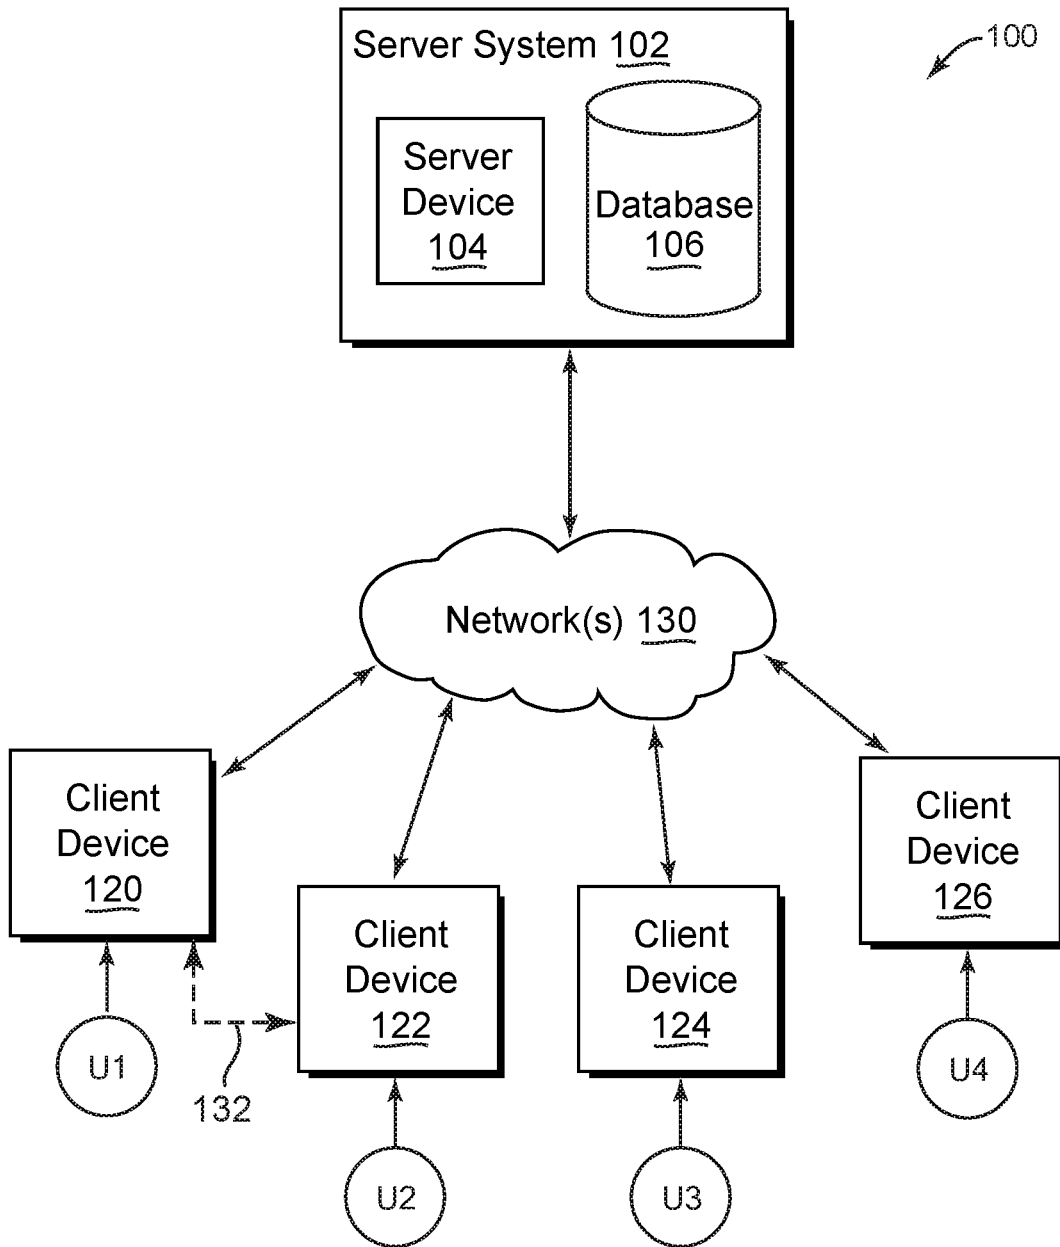 100
Server System 102
Server
Device
104
Database
106
Network(s) 130
Client
Device
120
Client
Device
122
Client
Device
124
Client
Device
126
132
U1
U2
U3
U4